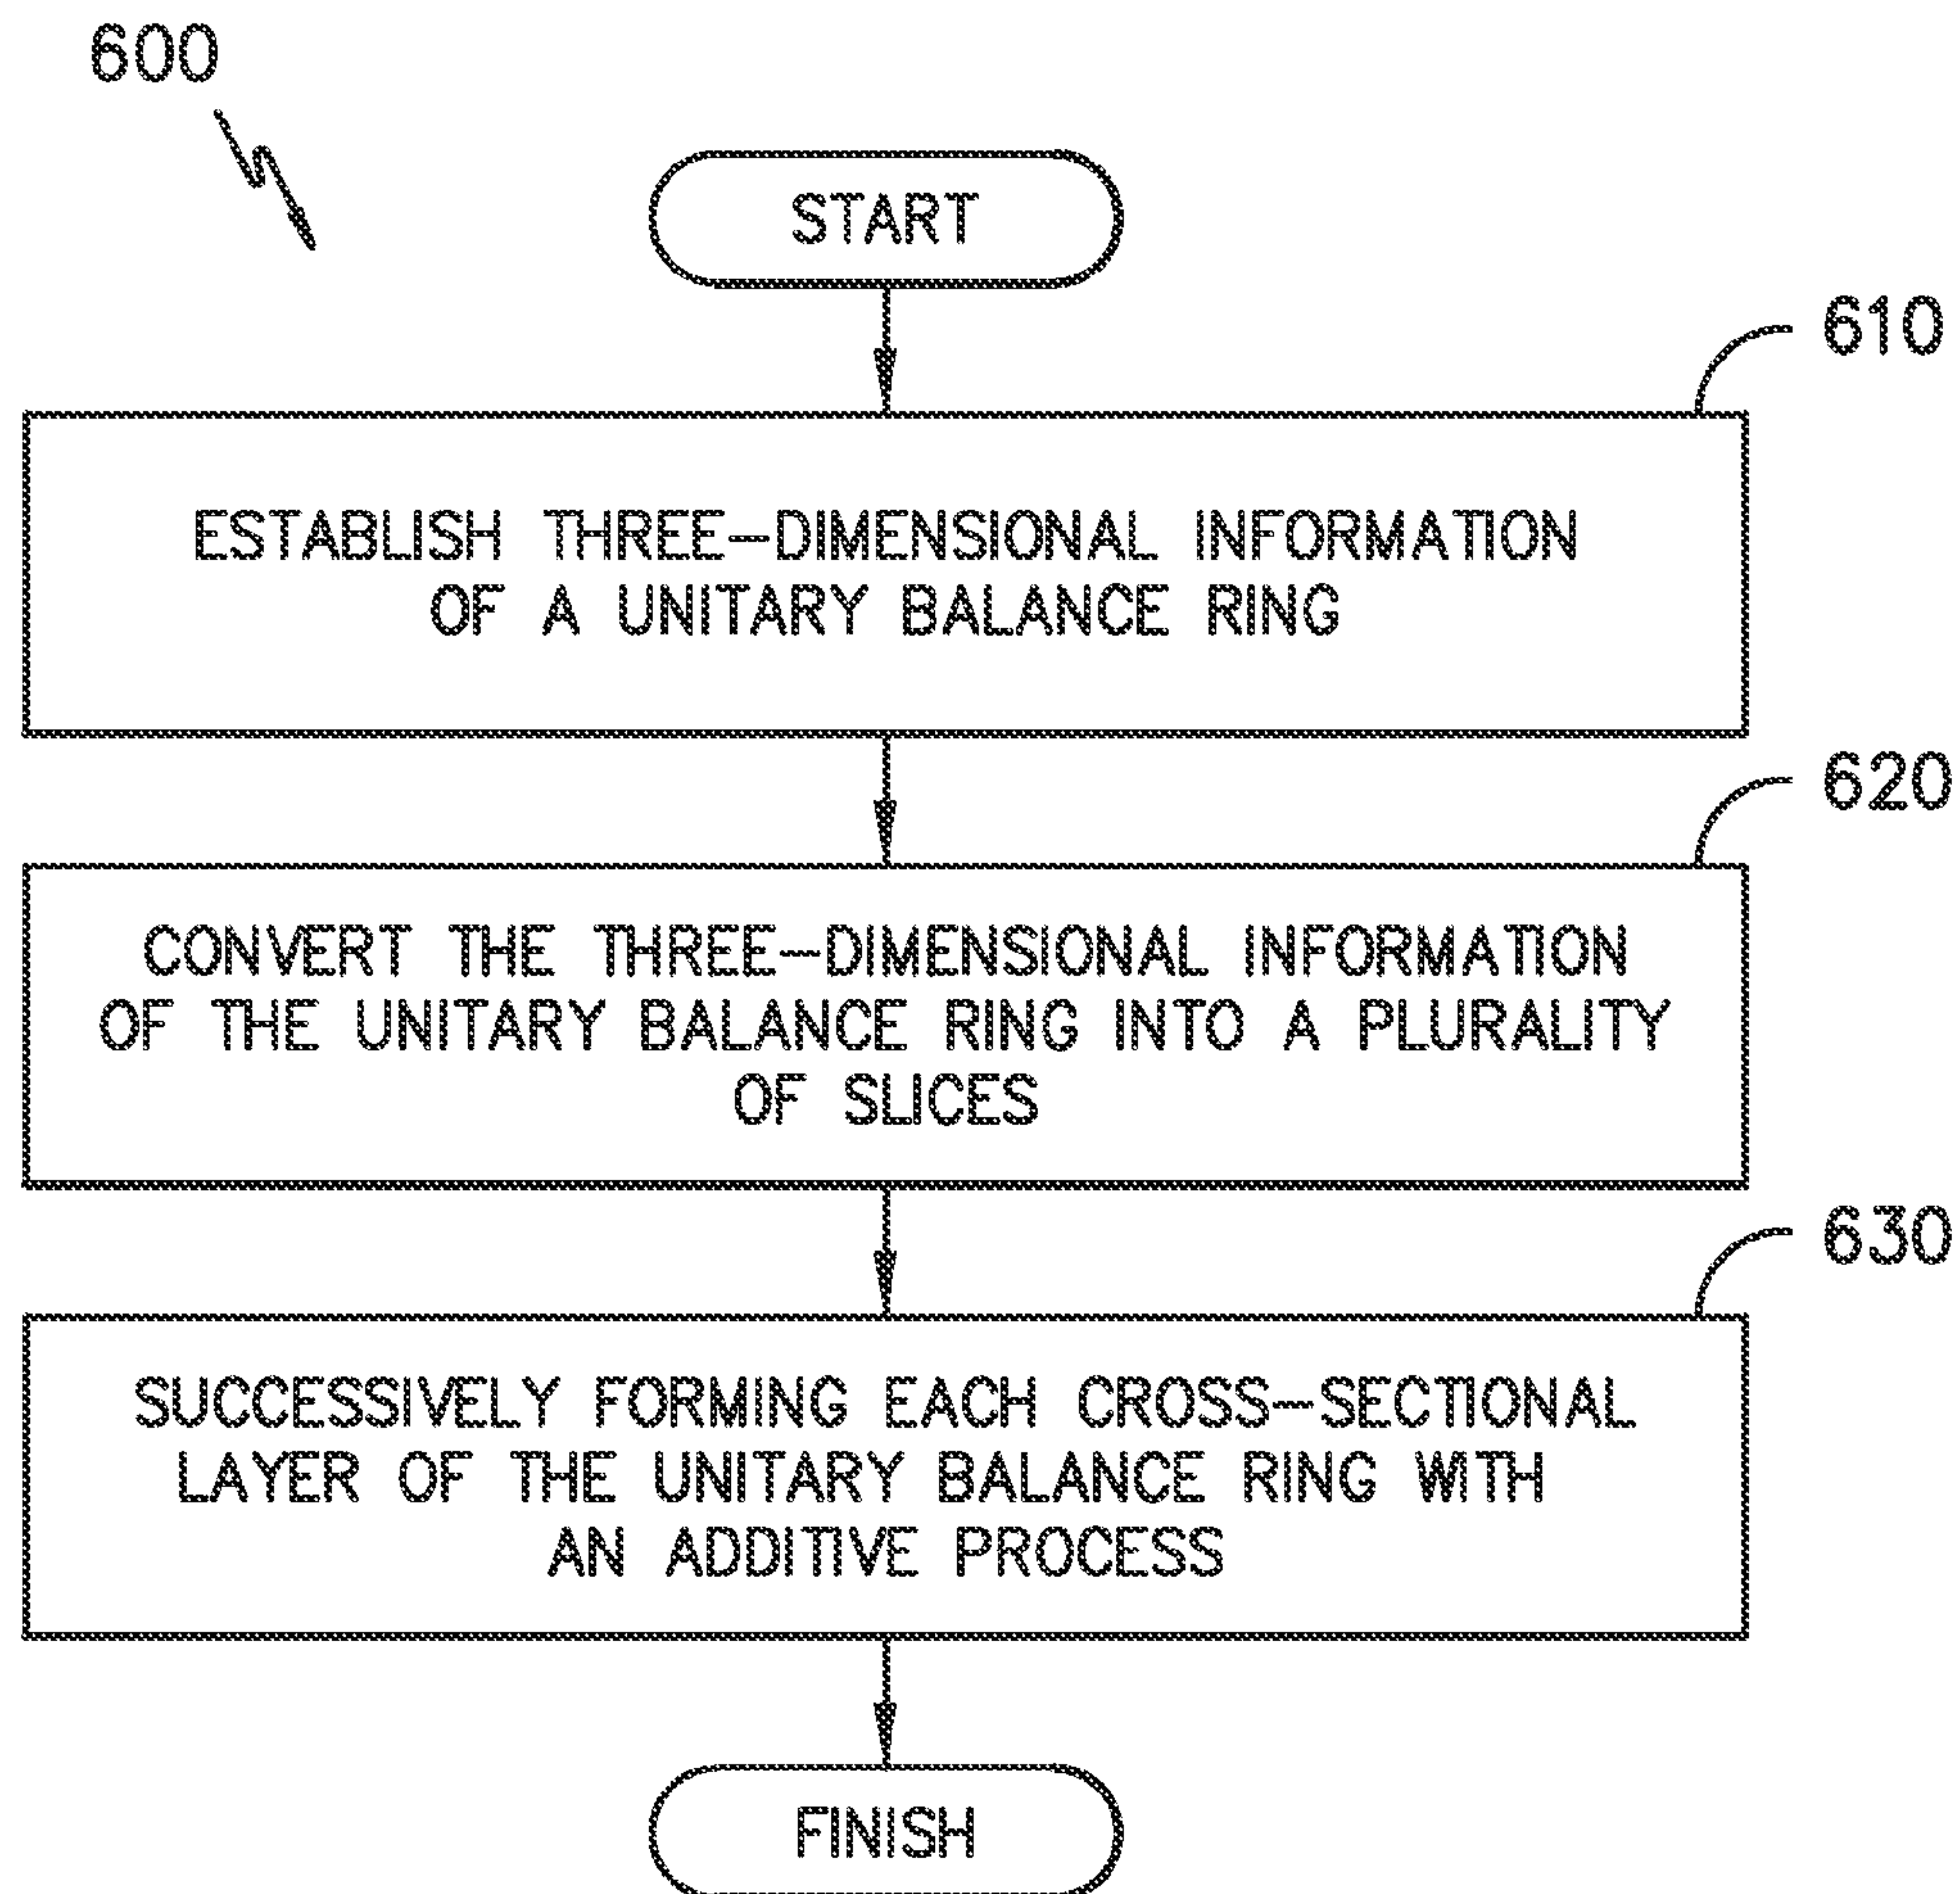 600
START
610
ESTABLISH THREE-DIMENSIONAL INFORMATION
OF A UNITARY BALANCE RING
620
CONVERT THE THREE-DIMENSIONAL INFORMATION
OF THE UNITARY BALANCE RING INTO A PLURALITY
OF SLICES
630
SUCCESSIVELY FORMING EACH CROSS-SECTIONAL
LAYER OF THE UNITARY BALANCE RING WITH
AN ADDITIVE PROCESS
FINISH